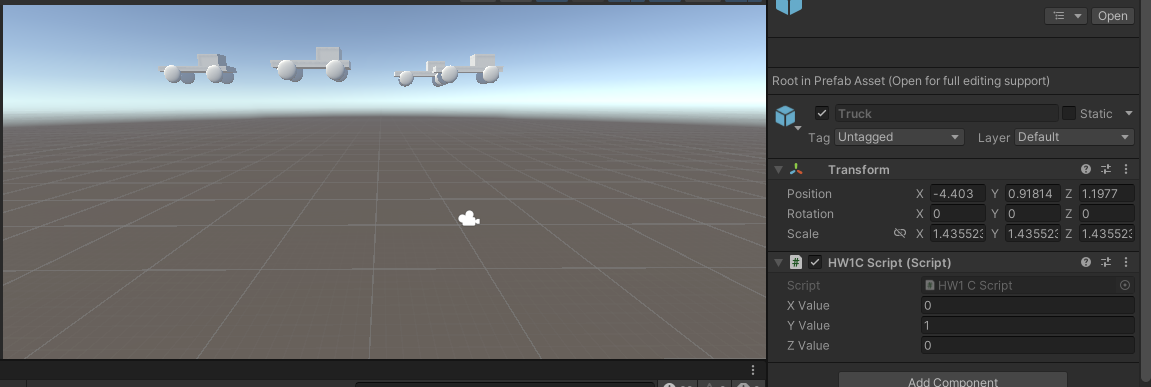 Open
Root in Prefab Asset (Open for full editing support)
Truck Static
Tag Untagged Layer Default
Transform
Position X -4.403 Y 0.91814 Z 1.1977
Rotation X 0 Y 0 Z 0
Scale X 1.435523 Y 1.435523 Z 1.435523
# HW1C Script (Script)
Script # HW1 C Script
X Value 0
Y Value 1
Z Value 0
Add Component